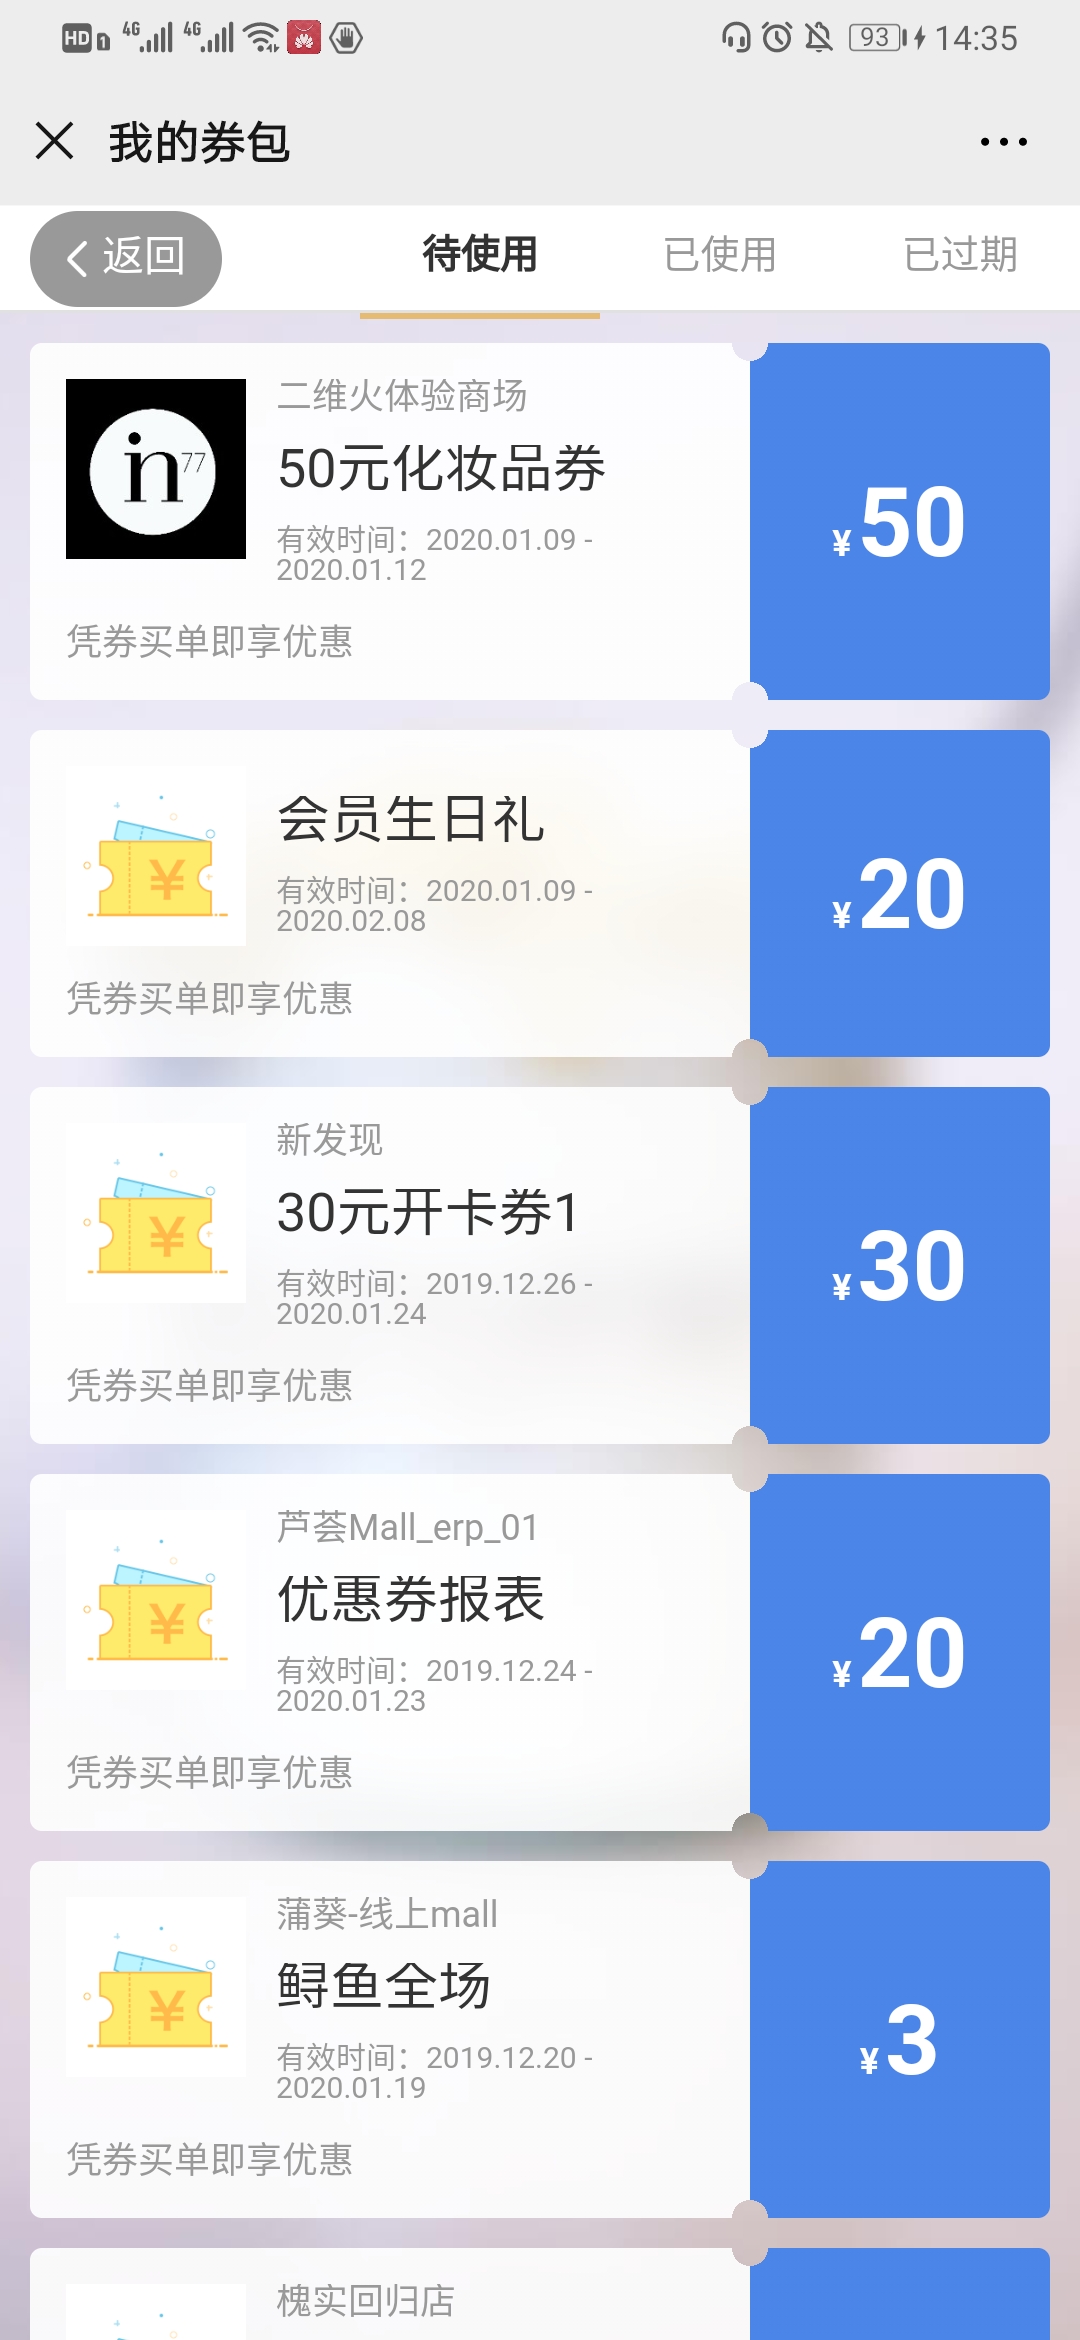 HD 1 4G 4G 93 14:35
我的券包
返回 待使用 已使用 已过期
二维火体验商场
in77
50元化妆品券
有效时间：2020.01.09 -
2020.01.12
凭券买单即享优惠
¥50
会员生日礼
有效时间：2020.01.09 -
2020.02.08
凭券买单即享优惠
¥
¥20
新发现
30元开卡券1
有效时间：2019.12.26 -
2020.01.24
凭券买单即享优惠
¥
¥30
芦荟Mall_erp_01
优惠券报表
有效时间：2019.12.24 -
2020.01.23
凭券买单即享优惠
¥
¥20
蒲葵-线上mall
鲟鱼全场
有效时间：2019.12.20 -
2020.01.19
凭券买单即享优惠
¥
¥3
槐实回归店